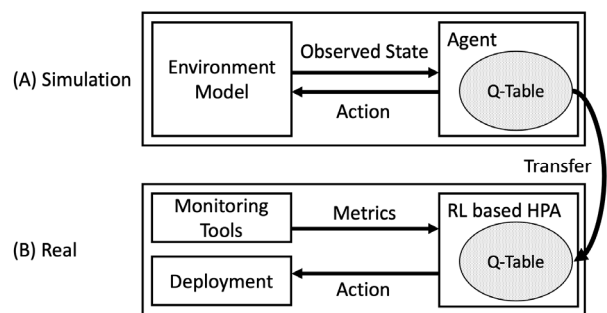 (A) Simulation
Environment
Model
Observed State
Action
Agent
Q-Table
Transfer
(B) Real
Monitoring
Tools
Deployment
Metrics
Action
RL based HPA
Q-Table